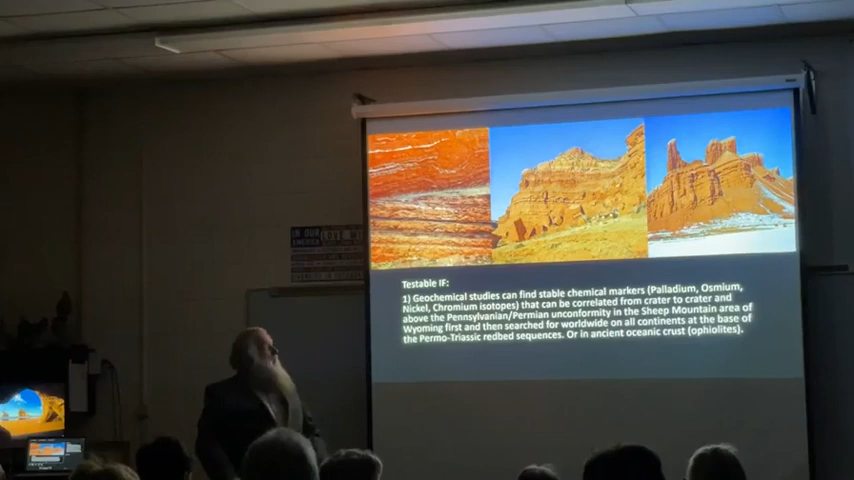 IN OUR
AMERICA
Testable IF:
1) Geochemical studies can find stable chemical markers (Palladium, Osmium,
Nickel, Chromium isotopes) that can be correlated from crater to crater and
above the Pennsylvanian/Permian unconformity in the Sheep Mountain area of
Wyoming first and then searched for worldwide on all continents at the base of
the Permo-Triassic redbed sequences. Or in ancient oceanic crust (ophiolites).